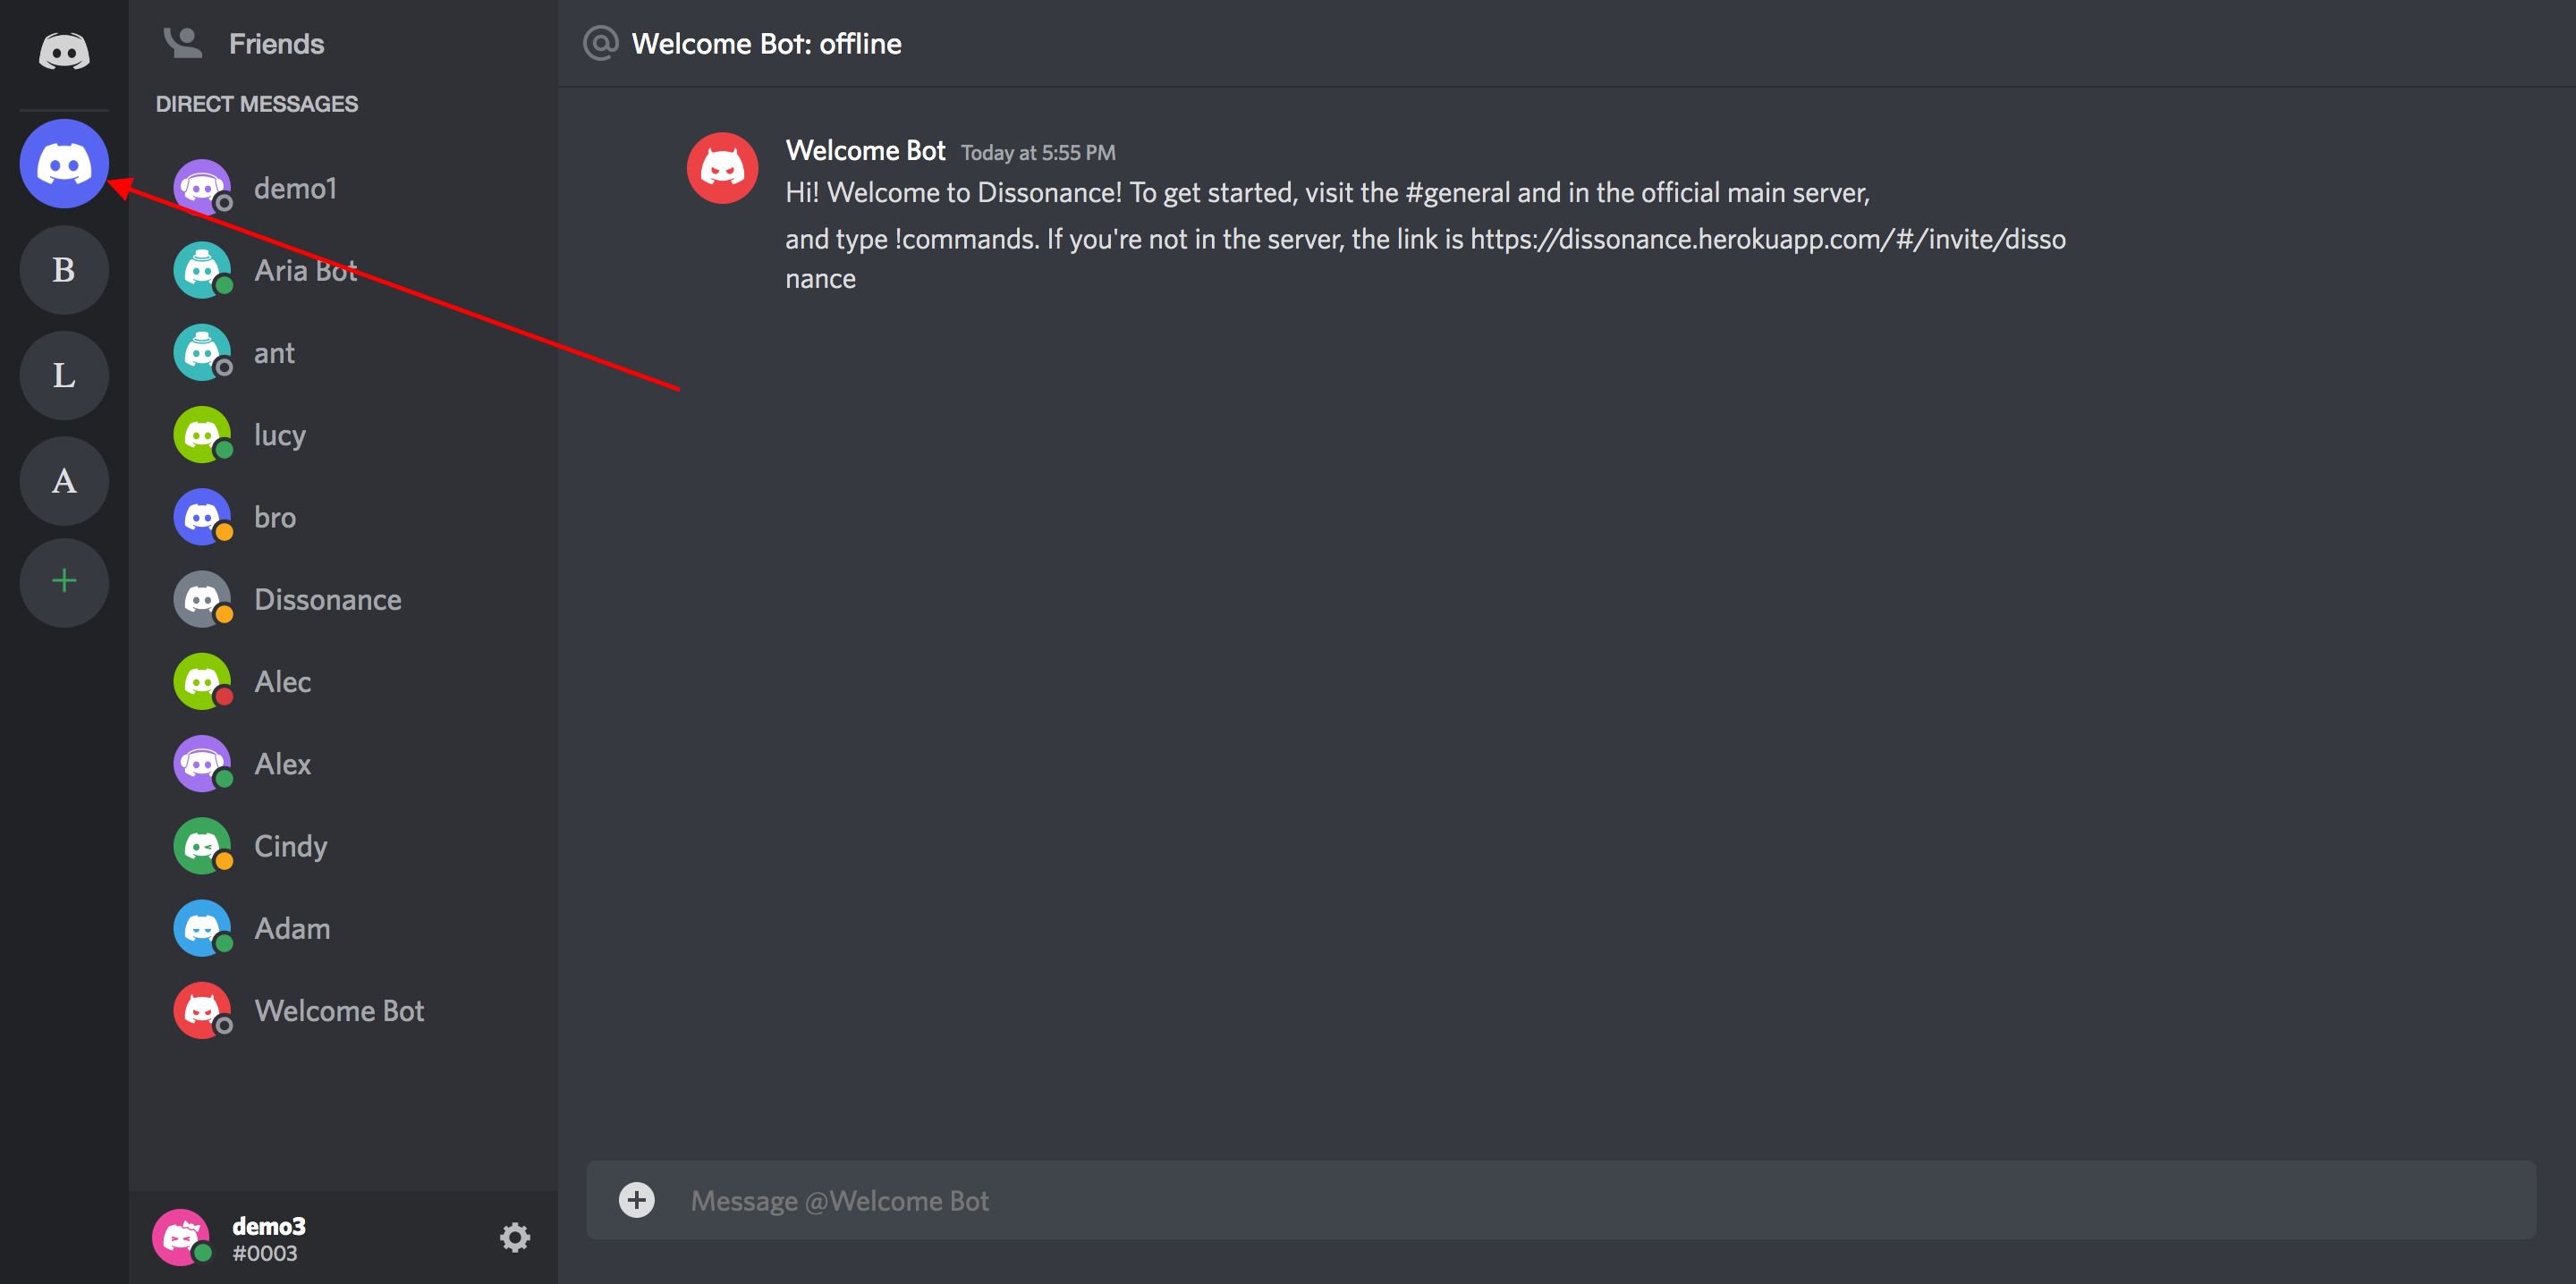 Friends
DIRECT MESSAGES
B
L
A
demo1
Aria Bot
ant
lucy
bro
Dissonance
Alec
Alex
Cindy
Adam
Welcome Bot
demo3
#0003
Welcome Bot: offline
Welcome Bot Today at 5:55 PM
Hi! Welcome to Dissonance! To get started, visit the #general and in the official main server,
and type !commands. If you're not in the server, the link is https://dissonance.herokuapp.com/#/invite/disso
nance
Message @Welcome Bot